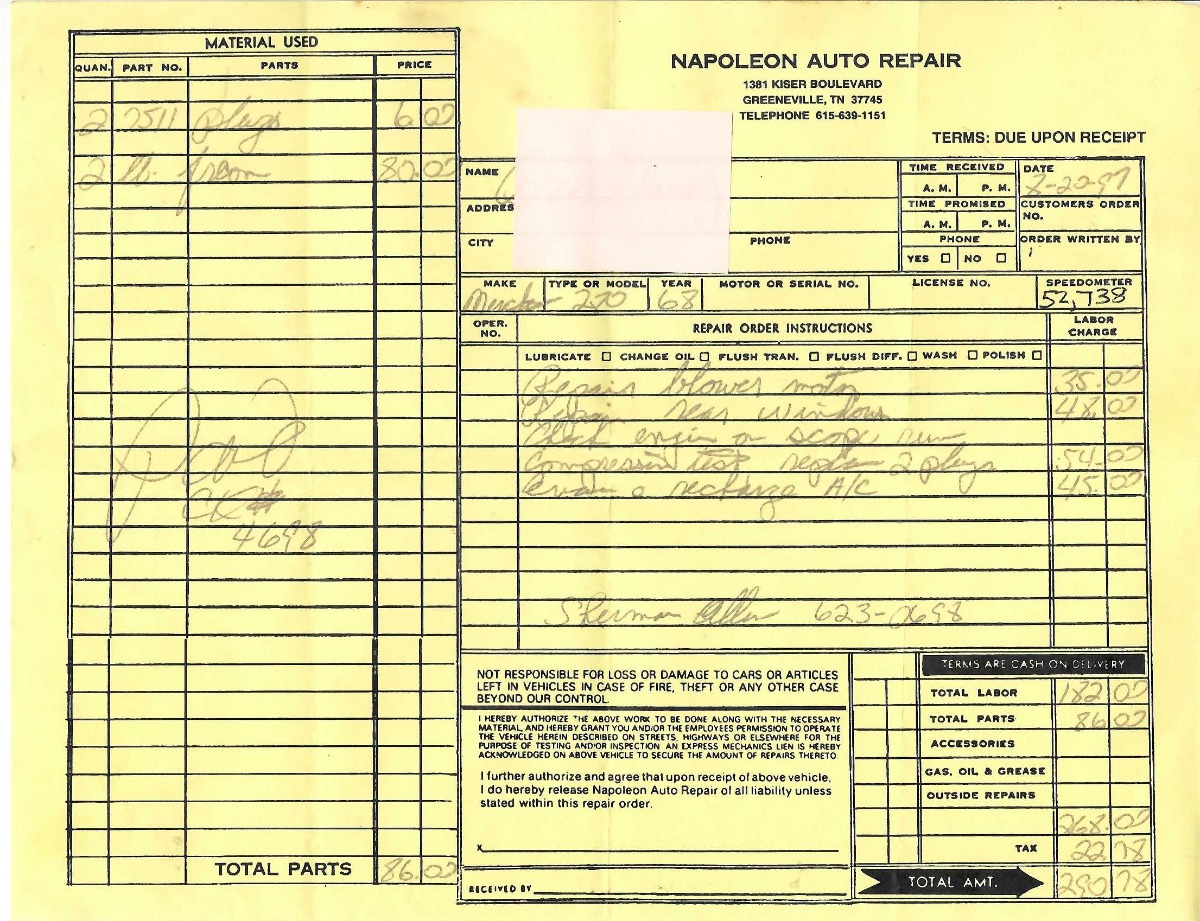 MATERIAL USED
QUAN. PART NO. PARTS PRICE
2 2511 plugs 6.00
2 lb. freon 80.00
Paid
CK#
4698
TOTAL PARTS 86.00
NAPOLEON AUTO REPAIR
1381 KISER BOULEVARD
GREENEVILLE, TN 37745
TELEPHONE 615-639-1151
TERMS: DUE UPON RECEIPT
NAME
ADDRES
CITY PHONE
TIME RECEIVED
A. M. P. M.
TIME PROMISED
A. M. P. M.
PHONE
YES NO
DATE
8-20-97
CUSTOMERS ORDER
NO.
ORDER WRITTEN BY
MAKE TYPE OR MODEL YEAR MOTOR OR SERIAL NO. LICENSE NO. SPEEDOMETER
220 68 52,738
OPER.
NO.
REPAIR ORDER INSTRUCTIONS
LABOR
CHARGE
LUBRICATE CHANGE OIL FLUSH TRAN. FLUSH DIFF. WASH POLISH
Repair blower motor 35.00
Repair rear window 48.00
Check engin on scope run
Compression test replace 2 plugs 54.00
recharge A/C 45.00
Sherman Allen 623-0698
NOT RESPONSIBLE FOR LOSS OR DAMAGE TO CARS OR ARTICLES
LEFT IN VEHICLES IN CASE OF FIRE, THEFT OR ANY OTHER CASE
BEYOND OUR CONTROL.
I HEREBY AUTHORIZE THE ABOVE WORK TO BE DONE ALONG WITH THE NECESSARY
MATERIAL, AND HEREBY GRANT YOU AND/OR THE EMPLOYEES PERMISSION TO OPERATE
THE VEHICLE HEREIN DESCRIBED ON STREETS, HIGHWAYS OR ELSEWHERE FOR THE
PURPOSE OF TESTING AND/OR INSPECTION. AN EXPRESS MECHANICS LIEN IS HEREBY
ACKNOWLEDGED ON ABOVE VEHICLE TO SECURE THE AMOUNT OF REPAIRS THERETO.
I further authorize and agree that upon receipt of above vehicle,
I do hereby release Napoleon Auto Repair of all liability unless
stated within this repair order.
x
RECEIVED BY
TERMS ARE CASH ON DELIVERY
TOTAL LABOR 182.00
TOTAL PARTS 86.00
ACCESSORIES
GAS, OIL & GREASE
OUTSIDE REPAIRS
268.00
TAX 22.78
TOTAL AMT. 290.78